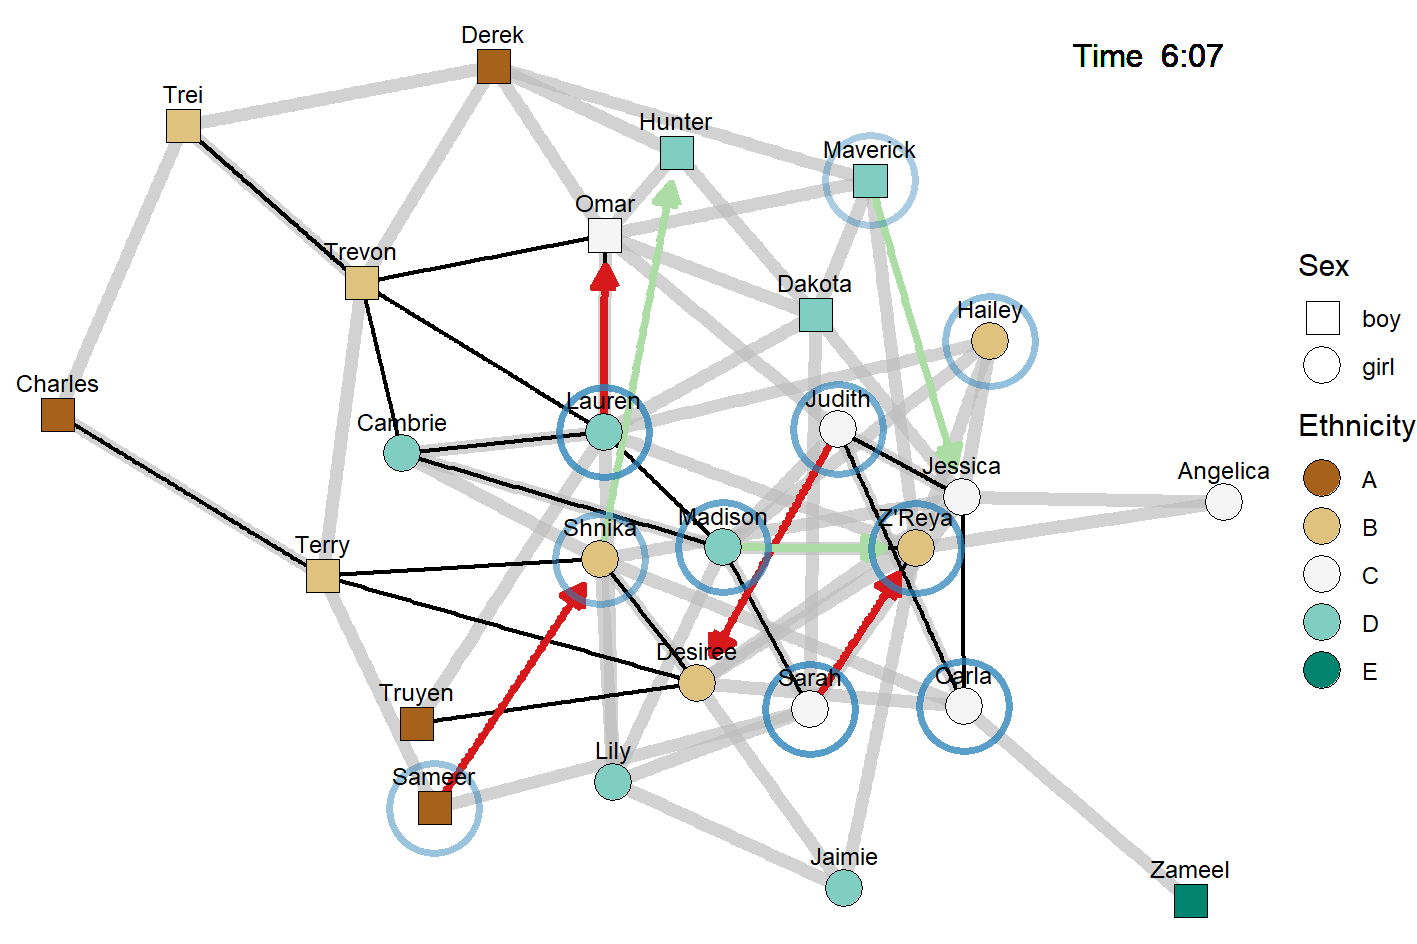 Derek
Time 6:07
Trei
Hunter
Maverick
Omar
Trevon
Sex
Dakota
Hailey
boy
girl
Charles
Lauren
Judith
Cambrie
Ethnicity
Jessica
Angelica
A
Shnika
Madison
Z'Reya
B
Terry
C
D
Desiree
E
Sarah
Carla
Truyen
Lily
Sameer
Jaimie
Zameel